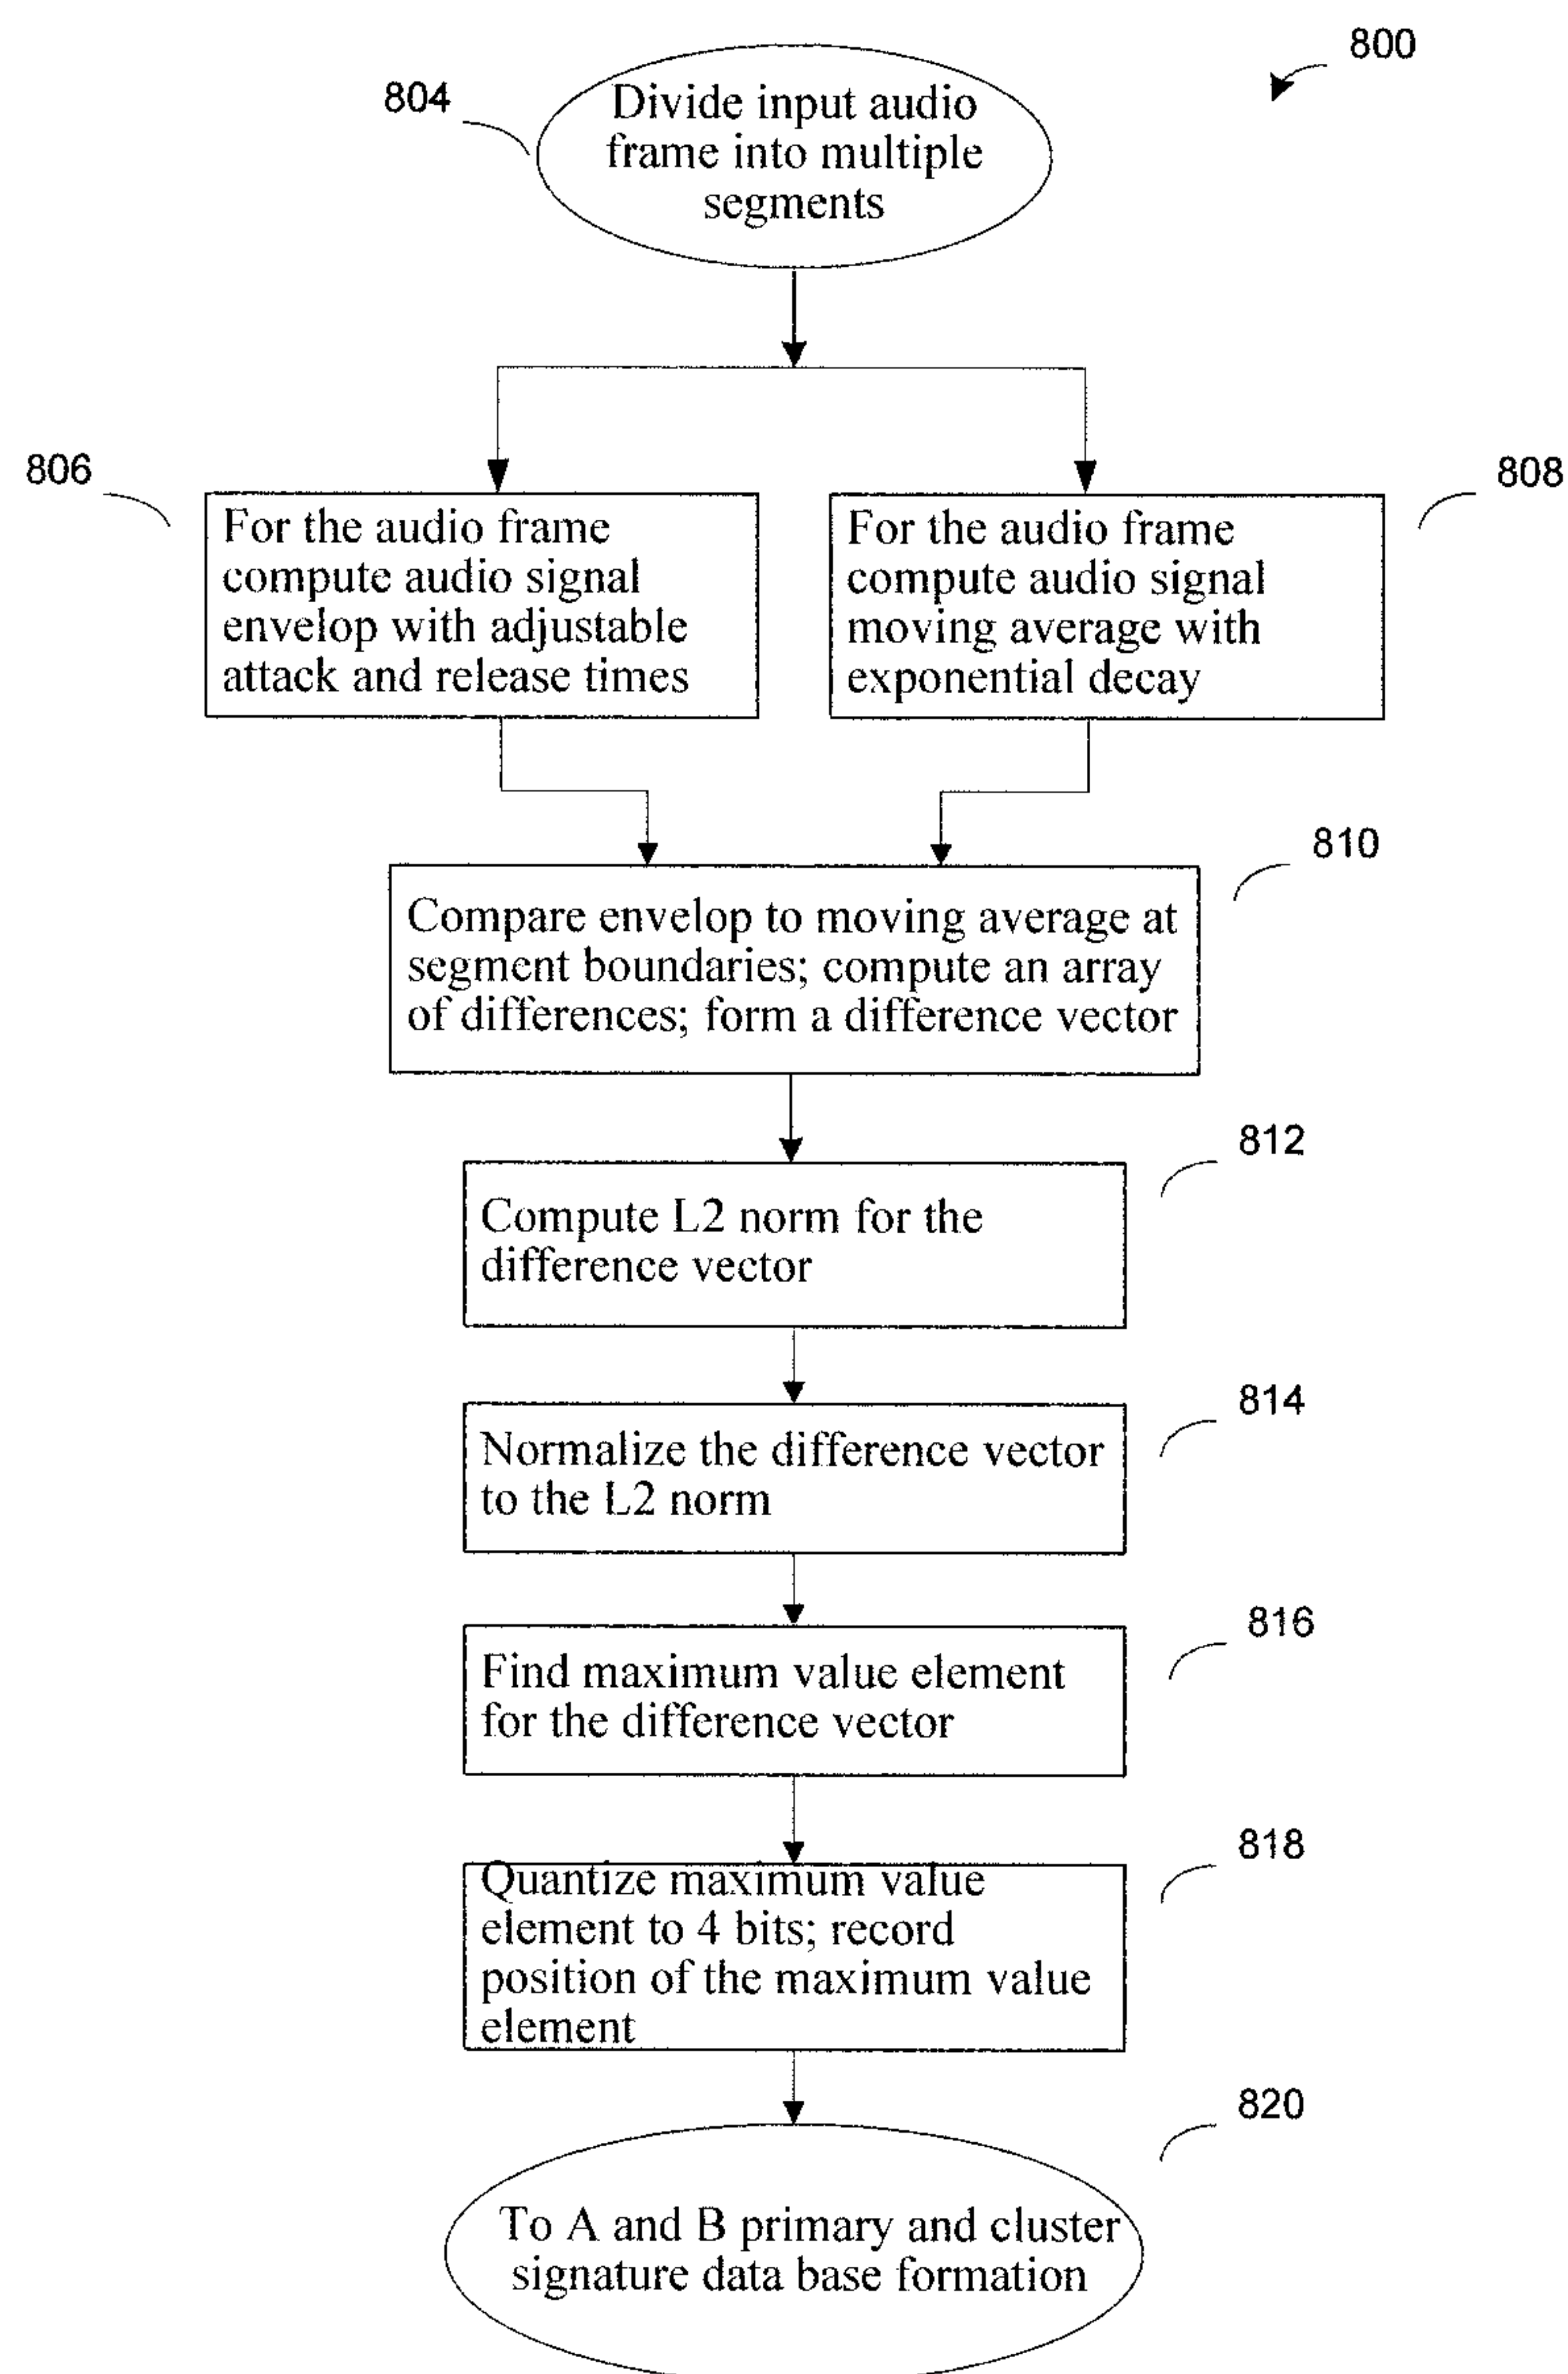 800
804
Divide input audio
frame into multiple
segments
806
For the audio frame
compute audio signal
envelop with adjustable
attack and release times
808
For the audio frame
compute audio signal
moving average with
exponential decay
810
Compare envelop to moving average at
segment boundaries; compute an array
of differences; form a difference vector
812
Compute L2 norm for the
difference vector
814
Normalize the difference vector
to the L2 norm
816
Find maximum value element
for the difference vector
818
Quantize maximum value
element to 4 bits; record
position of the maximum value
element
820
To A and B primary and cluster
signature data base formation